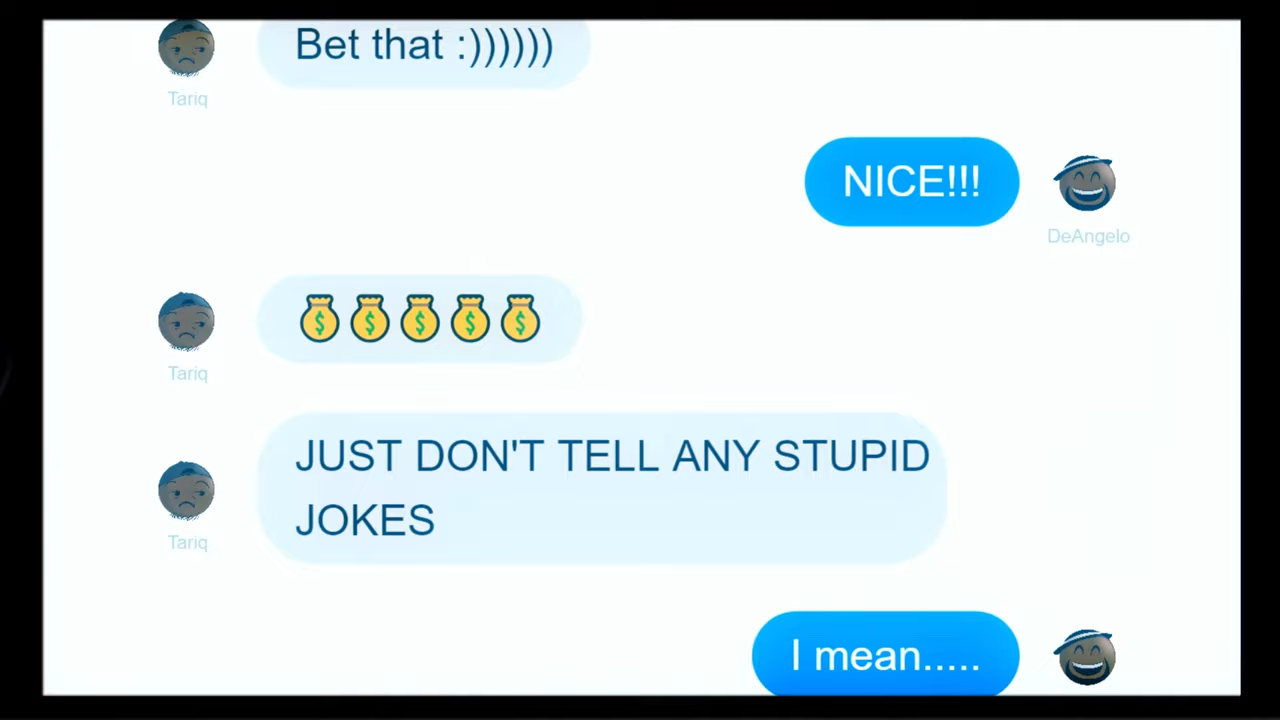 Bet that :))))))
Tariq
NICE!!!
DeAngelo
💰💰💰💰💰
Tariq
JUST DON'T TELL ANY STUPID
JOKES
Tariq
I mean.....